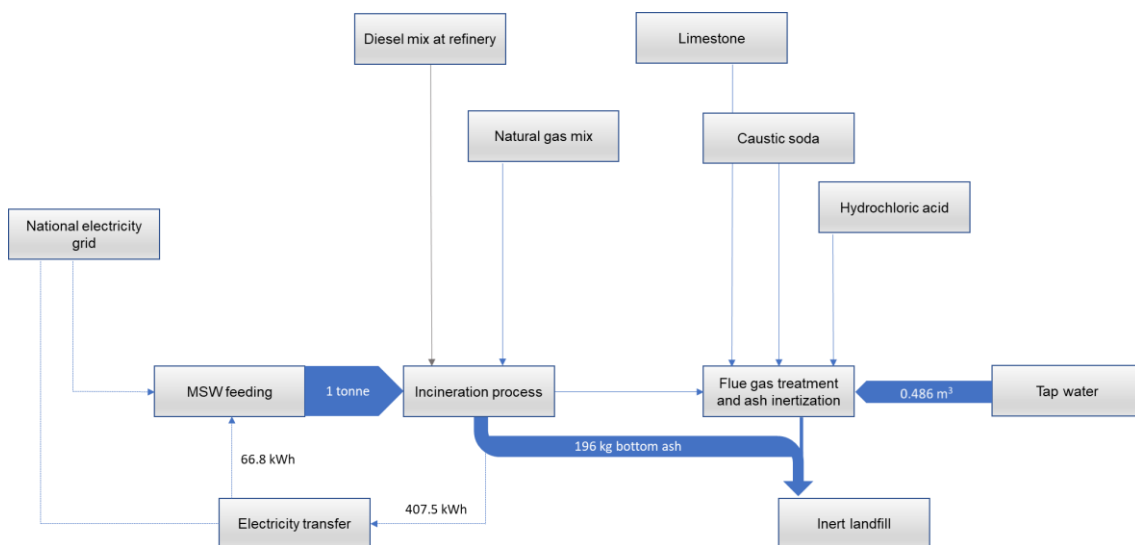 Diesel mix at refinery
Limestone
Natural gas mix
Caustic soda
Hydrochloric acid
National electricity
grid
MSW feeding
1 tonne
Incineration process
Flue gas treatment
and ash inertization
0.486 m³
Tap water
196 kg bottom ash
66.8 kWh
407.5 kWh
Electricity transfer
Inert landfill